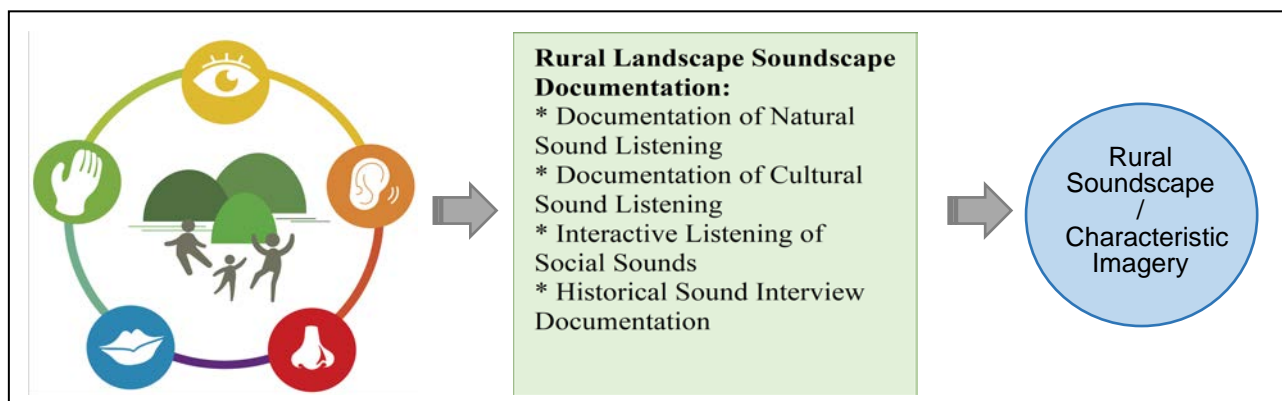 Rural Landscape Soundscape
Documentation:
* Documentation of Natural
Sound Listening
* Documentation of Cultural
Sound Listening
* Interactive Listening of
Social Sounds
* Historical Sound Interview
Documentation
Rural
Soundscape
/
Characteristic
Imagery